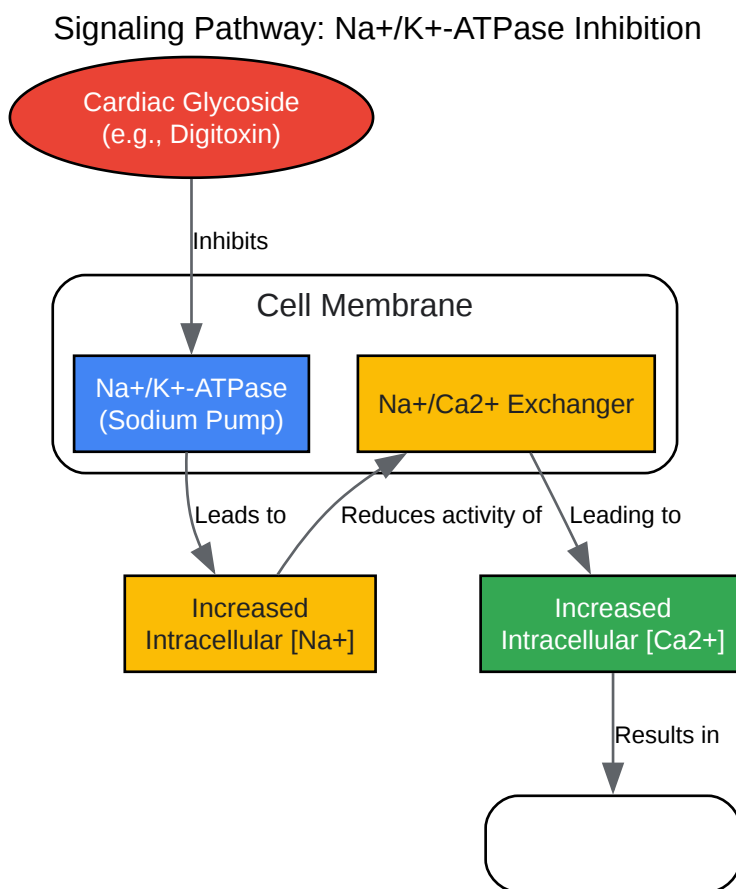 Signaling Pathway: Na+/K+-ATPase Inhibition
Cardiac Glycoside
(e.g., Digitoxin)
Inhibits
Cell Membrane
Na+/K+-ATPase
(Sodium Pump)
Na+/Ca2+ Exchanger
Leads to
Reduces activity of
Leading to
Increased
Intracellular [Na+]
Increased
Intracellular [Ca2+]
Results in